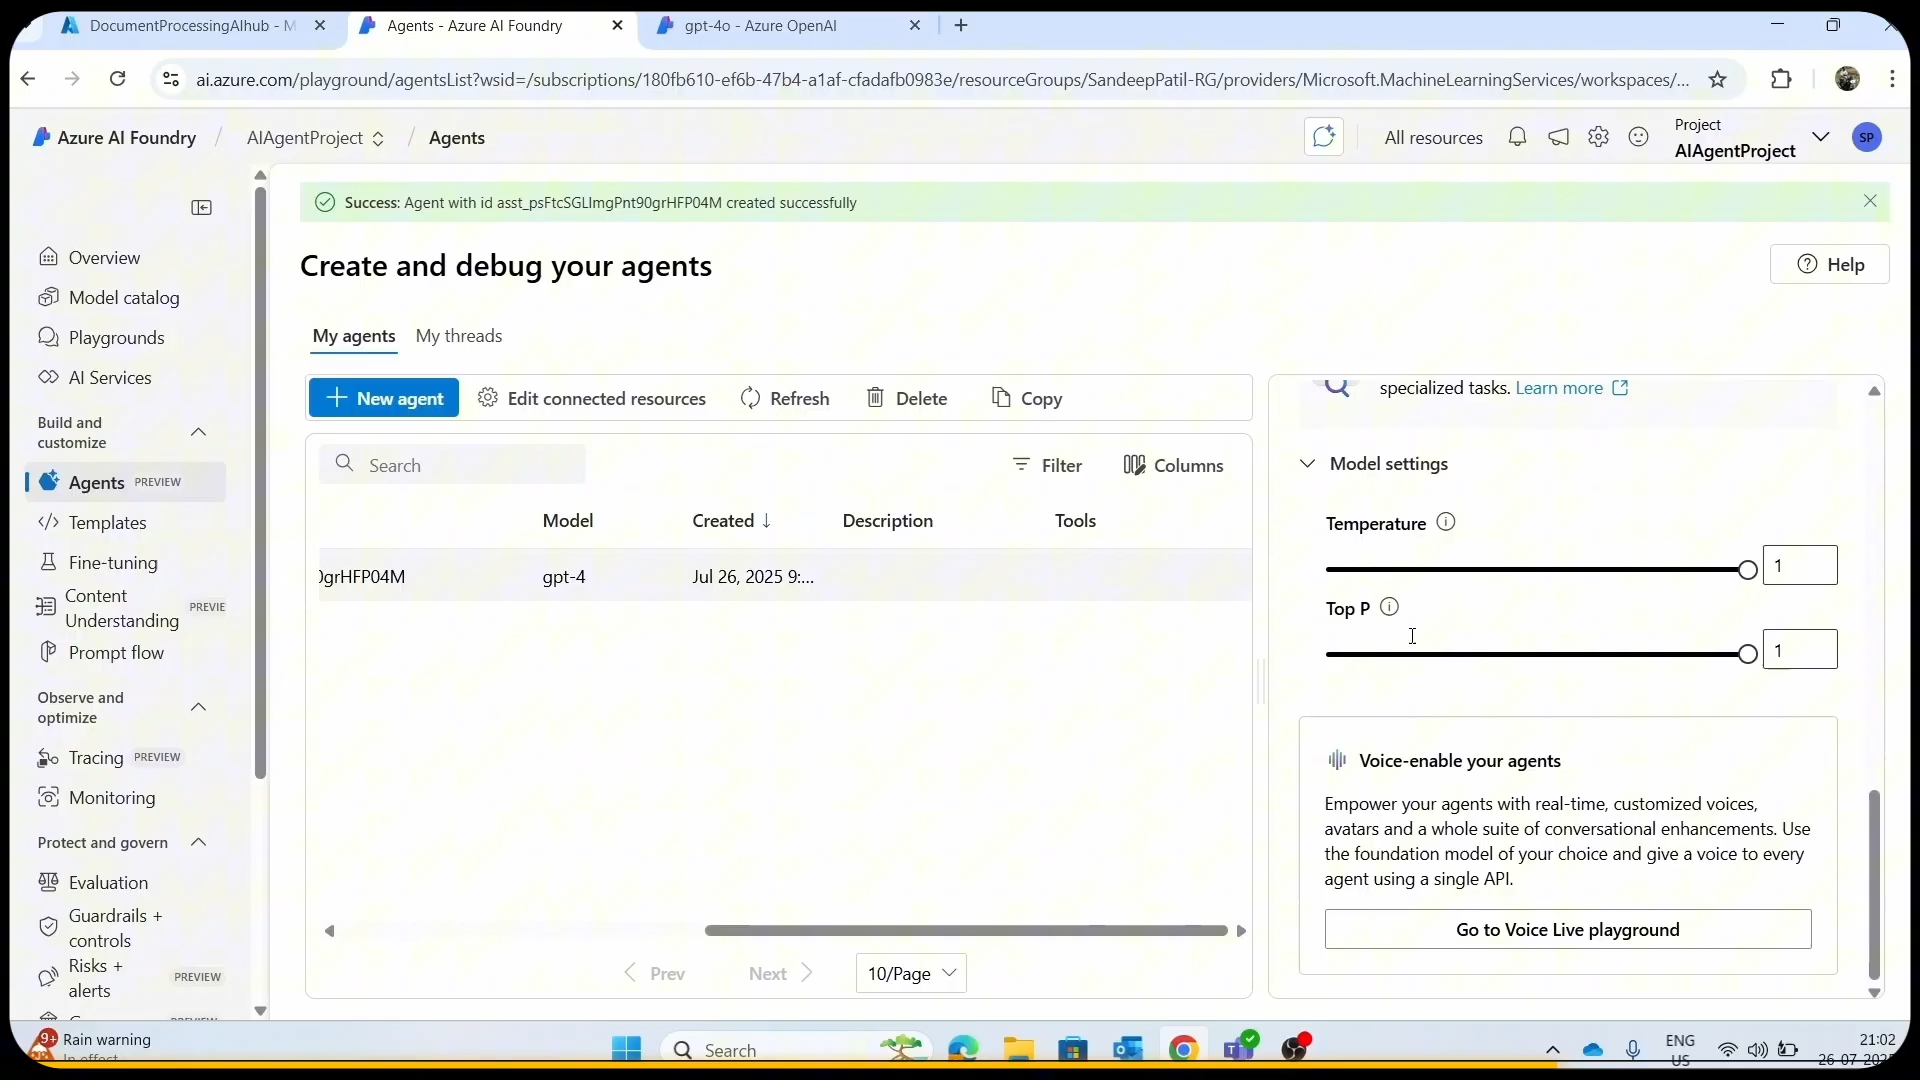 DocumentProcessingAIhub - M
Agents - Azure AI Foundry
gpt-4o - Azure OpenAI
ai.azure.com/playground/agentsList?wsid=/subscriptions/180fb610-ef6b-47b4-a1af-cfadafb0983e/resourceGroups/SandeepPatil-RG/providers/Microsoft.MachineLearningServices/workspaces/...
Azure AI Foundry / AIAgentProject / Agents
All resources
Project
AIAgentProject
SP
Success: Agent with id asst_psFtcSGLImgPnt90grHFP04M created successfully
Create and debug your agents
Help
Overview
Model catalog
Playgrounds
AI Services
Build and
customize
Agents PREVIEW
Templates
Fine-tuning
Content
Understanding PREVIE
Prompt flow
Observe and
optimize
Tracing PREVIEW
Monitoring
Protect and govern
Evaluation
Guardrails +
controls
Risks +
alerts PREVIEW
My agents My threads
New agent Edit connected resources Refresh Delete Copy
Search Filter Columns
Model Created Description Tools
grHFP04M gpt-4 Jul 26, 2025 9:...
Prev Next 10/Page
specialized tasks. Learn more
Model settings
Temperature
1
Top P
1
Voice-enable your agents
Empower your agents with real-time, customized voices,
avatars and a whole suite of conversational enhancements. Use
the foundation model of your choice and give a voice to every
agent using a single API.
Go to Voice Live playground
9+ Rain warning
In effect
Search
ENG
US
21:02